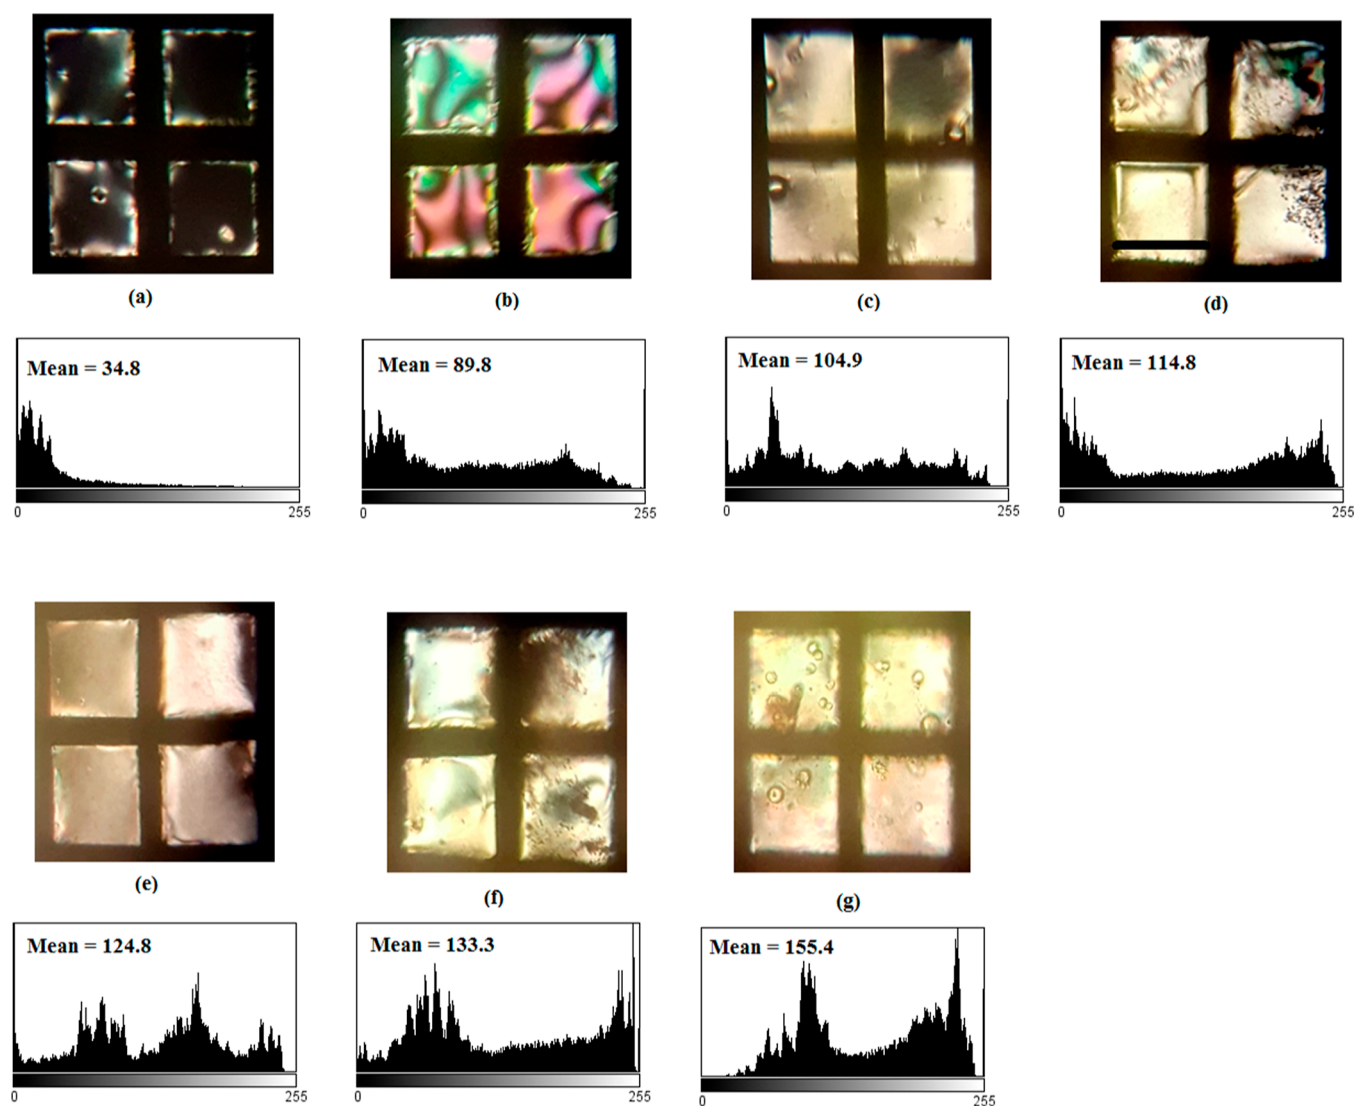 (a)
(b)
(c)
(d)
Mean = 34.8
Mean = 89.8
Mean = 104.9
Mean = 114.8
0 255
0 255
0 255
0 255
(e)
(f)
(g)
Mean = 124.8
Mean = 133.3
Mean = 155.4
0 255
0 255
0 255